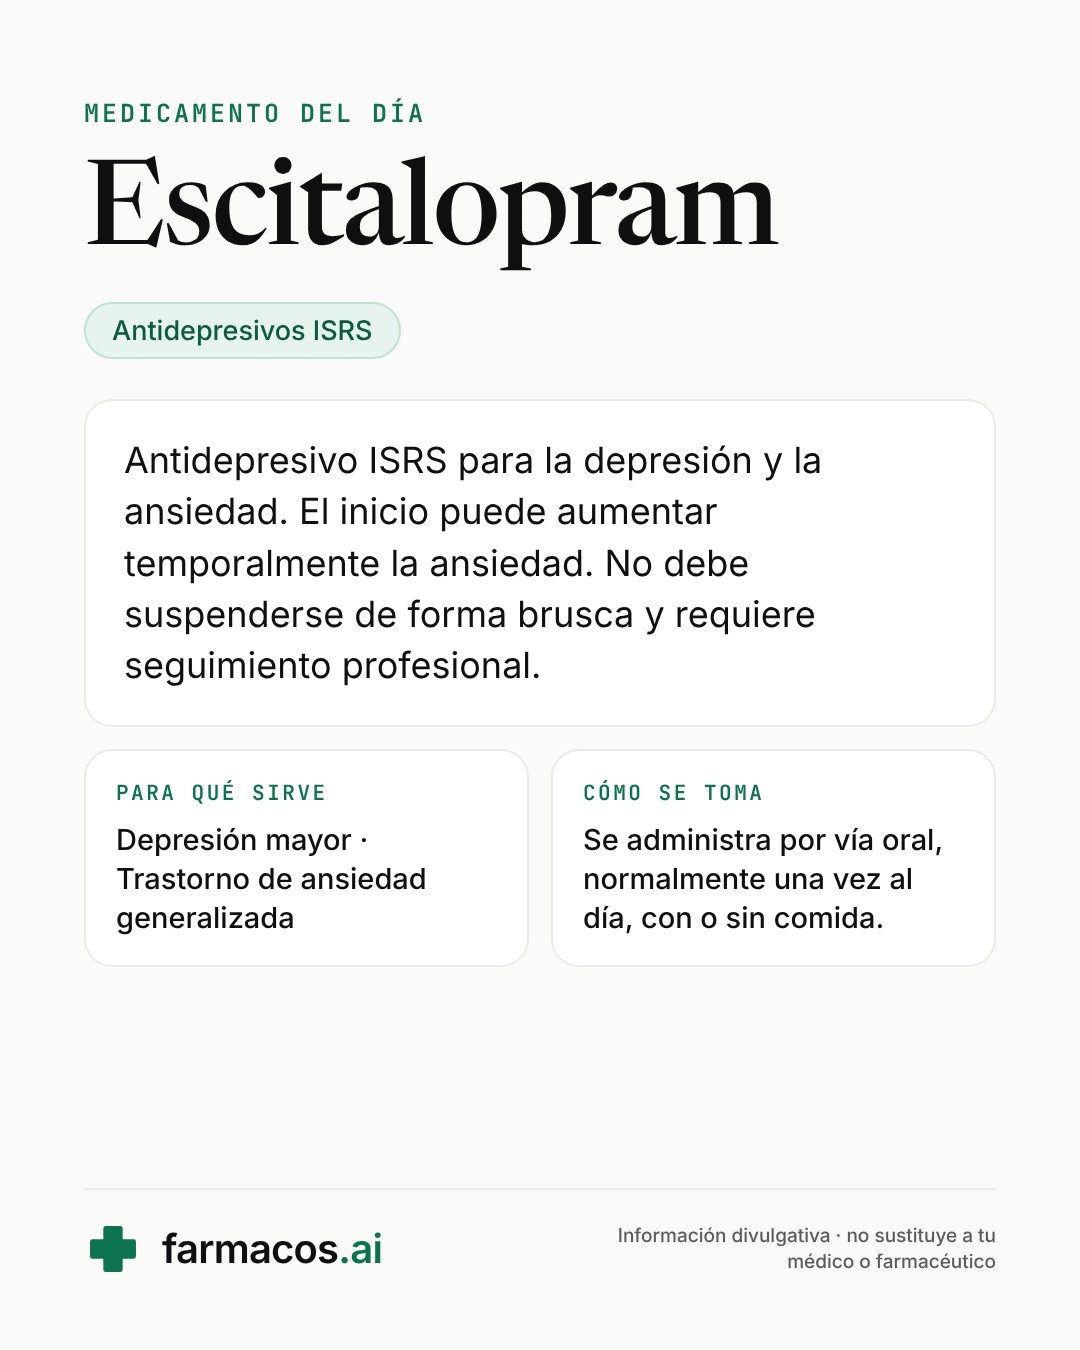 MEDICAMENTO DEL DÍA
Escitalopram
Antidepresivos ISRS
Antidepresivo ISRS para la depresión y la
ansiedad. El inicio puede aumentar
temporalmente la ansiedad. No debe
suspenderse de forma brusca y requiere
seguimiento profesional.
PARA QUÉ SIRVE
Depresión mayor ·
Trastorno de ansiedad
generalizada
CÓMO SE TOMA
Se administra por vía oral,
normalmente una vez al
día, con o sin comida.
farmacos.ai
Información divulgativa · no sustituye a tu
médico o farmacéutico